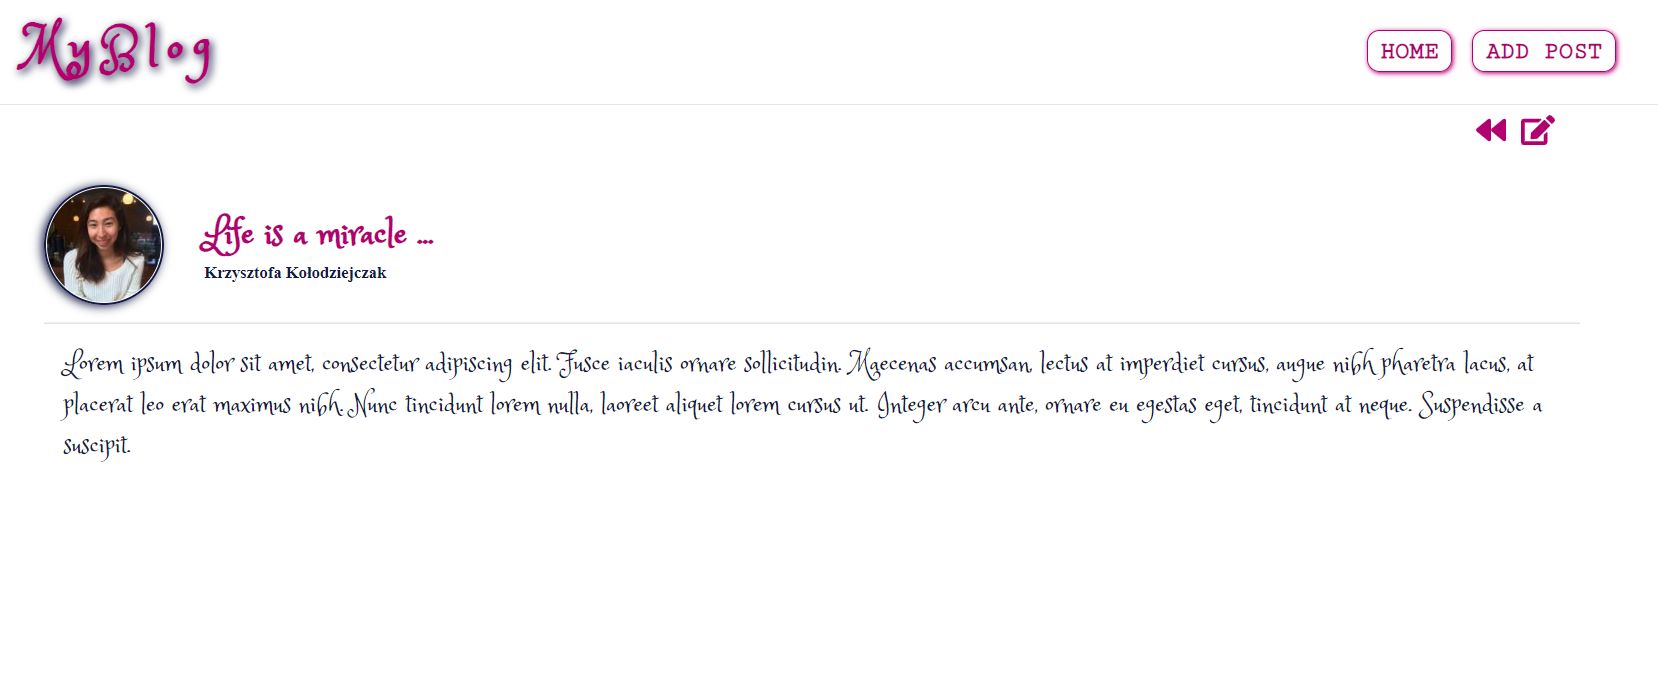 MyBlog
HOME
ADD POST
Life is a miracle ...
Krzysztofa Kołodziejczak
Lorem ipsum dolor sit amet, consectetur adipiscing elit. Fusce iaculis ornare sollicitudin. Maecenas accumsan, lectus at imperdiet cursus, augue nibh pharetra lacus, at
placerat leo erat maximus nibh. Nunc tincidunt lorem nulla, laoreet aliquet lorem cursus ut. Integer arcu ante, ornare eu egestas eget, tincidunt at neque. Suspendisse a
suscipit.